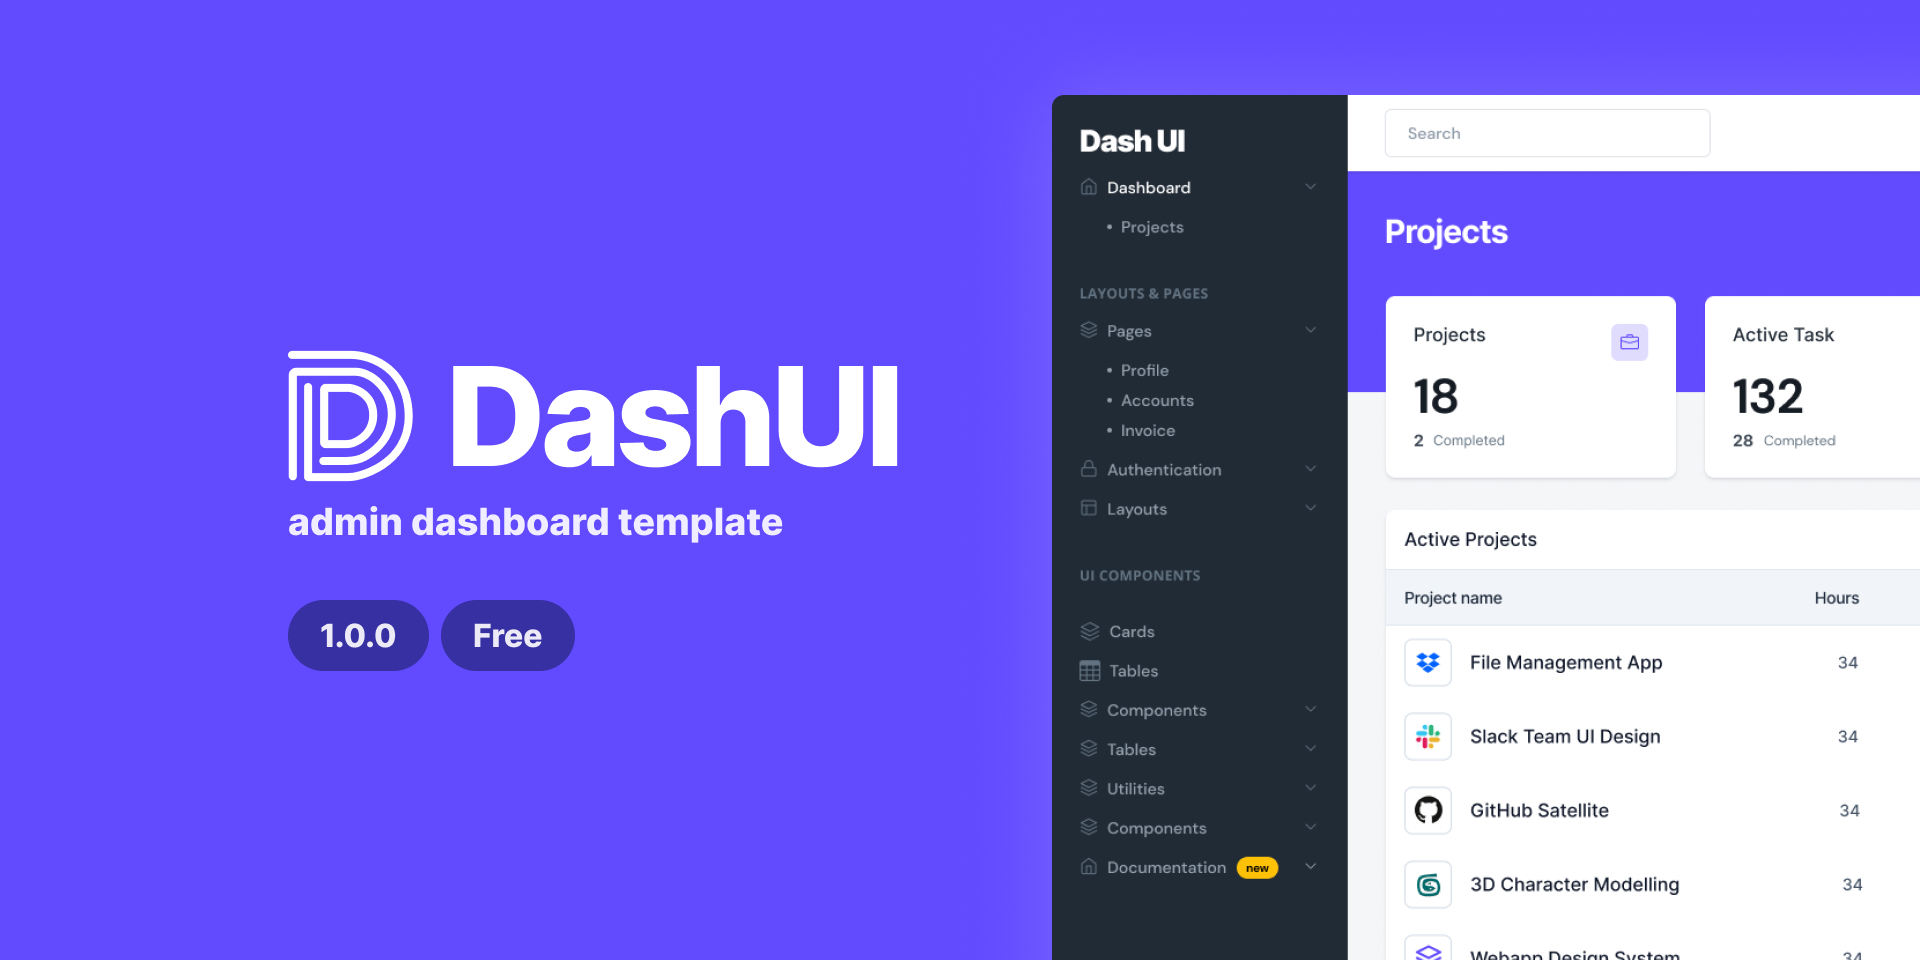 DashUI
admin dashboard template
1.0.0
Free
Dash UI
Dashboard
• Projects
LAYOUTS & PAGES
Pages
• Profile
• Accounts
• Invoice
Authentication
Layouts
UI COMPONENTS
Cards
Tables
Components
Tables
Utilities
Components
Documentation new
Search
Projects
Projects
18
2 Completed
Active Task
132
28 Completed
Active Projects
Project name Hours
File Management App 34
Slack Team UI Design 34
GitHub Satellite 34
3D Character Modelling 34
Webapp Design System 34